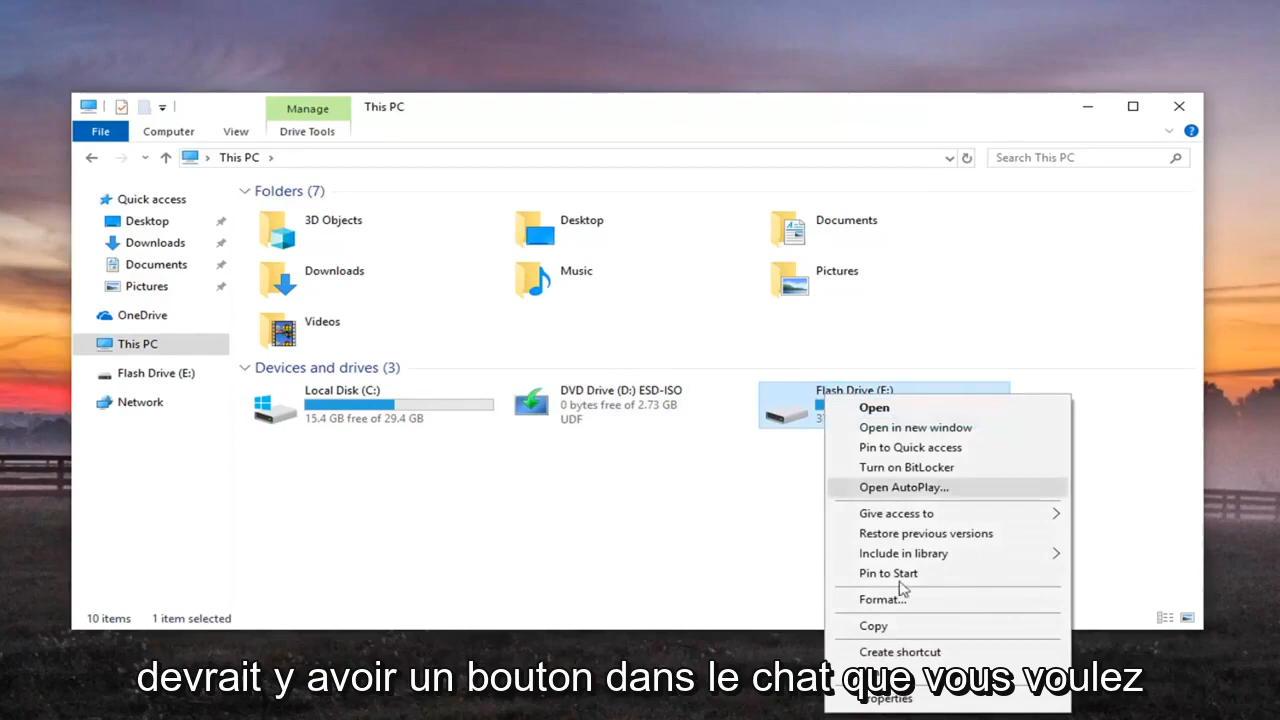 Manage
This PC
File
Computer
View
Drive Tools
This PC
Search This PC
Quick access
Desktop
Downloads
Documents
Pictures
OneDrive
This PC
Flash Drive (E:)
Network
Folders (7)
3D Objects
Desktop
Documents
Downloads
Music
Pictures
Videos
Devices and drives (3)
Local Disk (C:)
15.4 GB free of 29.4 GB
DVD Drive (D:) ESD-ISO
0 bytes free of 2.73 GB
UDF
Flash Drive (E:)
Open
Open in new window
Pin to Quick access
Turn on BitLocker
Open AutoPlay...
Give access to
Restore previous versions
Include in library
Pin to Start
Format...
Copy
Create shortcut
Properties
10 items
1 item selected
devrait y avoir un bouton dans le chat que vous voulez